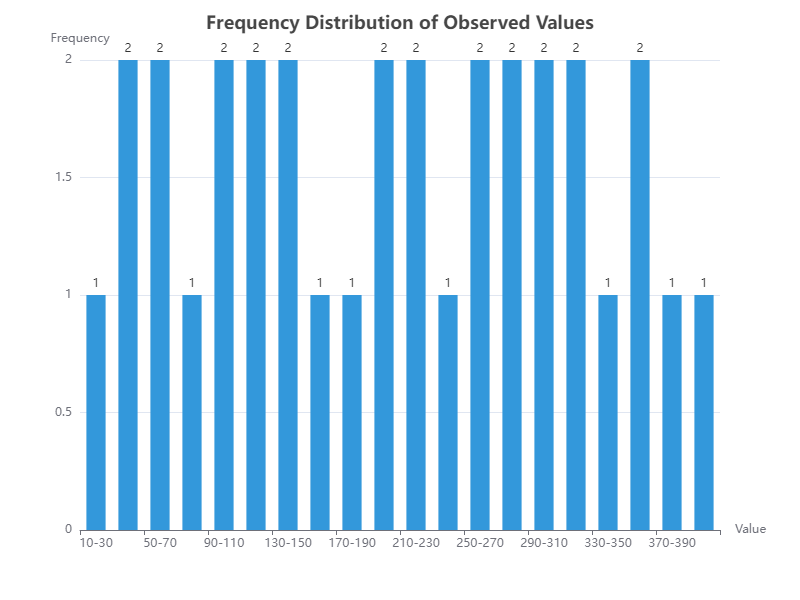 Frequency Distribution of Observed Values
Frequency
2 2 2 2 2 2 2 2 2 2 2 2
2
1.5
1 1 1 1 1 1 1 1
1
0.5
0
10-30 50-70 90-110 130-150 170-190 210-230 250-270 290-310 330-350 370-390
Value